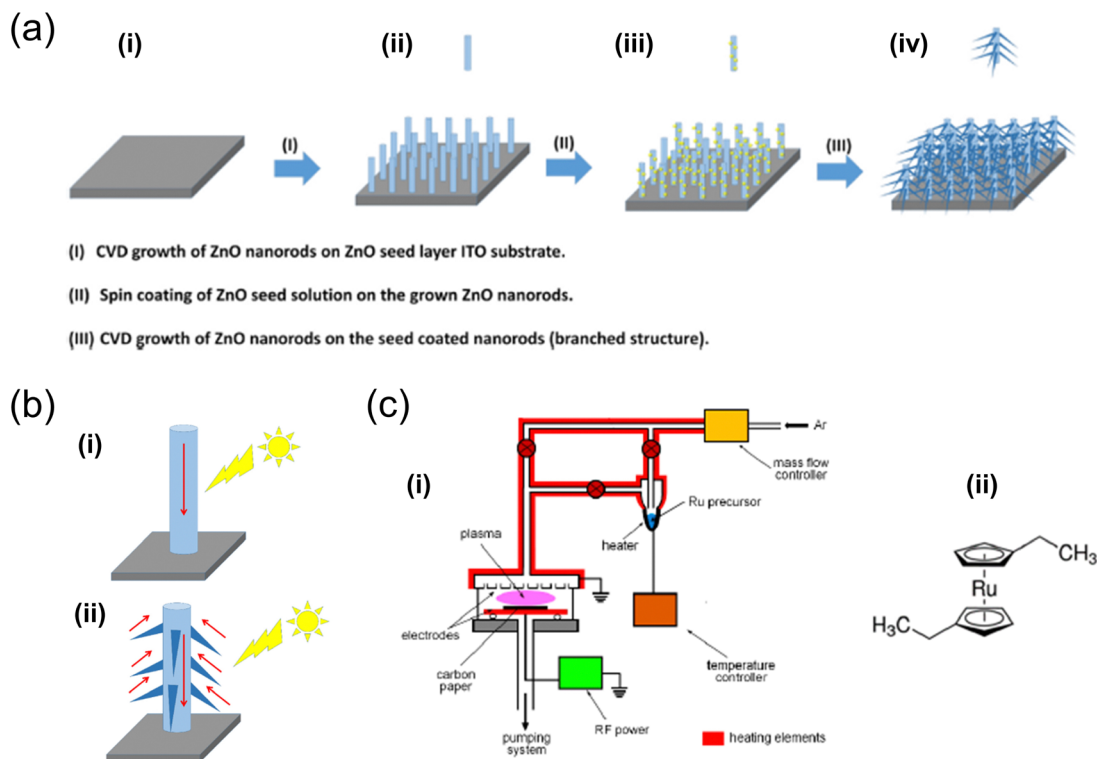 (a)
(i)
(ii)
(iii)
(iv)
(I)
(II)
(III)
(I) CVD growth of ZnO nanorods on ZnO seed layer ITO substrate.
(II) Spin coating of ZnO seed solution on the grown ZnO nanorods.
(III) CVD growth of ZnO nanorods on the seed coated nanorods (branched structure).
(b)
(i)
(ii)
(c)
(i)
Ar
mass flow
controller
Ru precursor
heater
plasma
electrodes
carbon
paper
temperature
controller
RF power
pumping
system
heating elements
(ii)
CH3
Ru
H3C